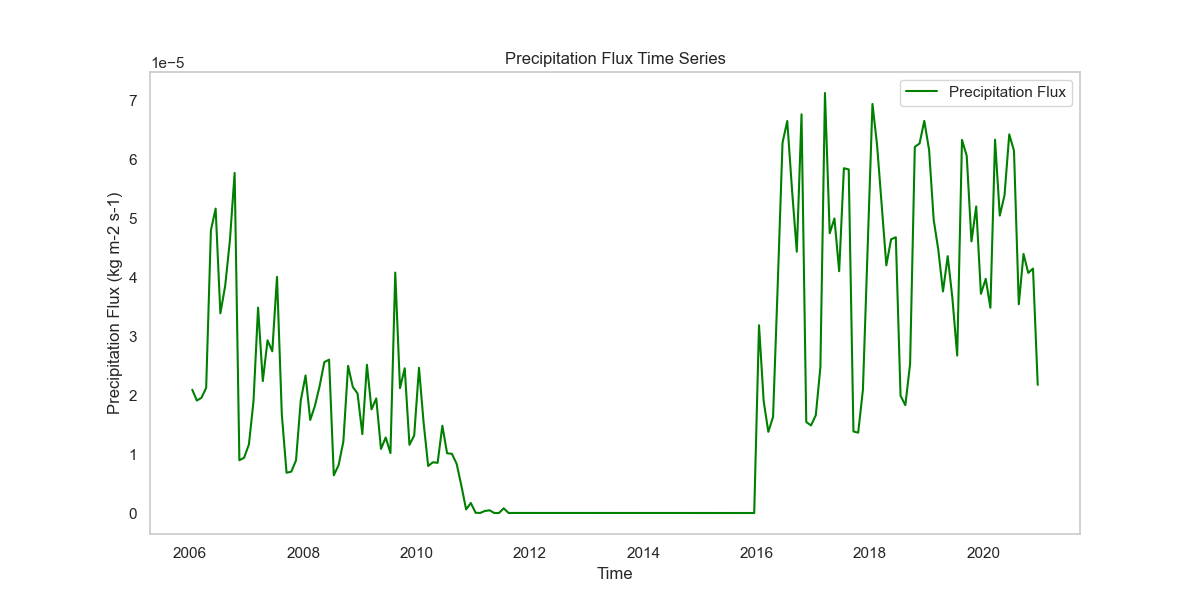 Precipitation Flux Time Series
1e−5
Precipitation Flux
7
6
5
4
3
2
1
0
Precipitation Flux (kg m-2 s-1)
2006 2008 2010 2012 2014 2016 2018 2020
Time